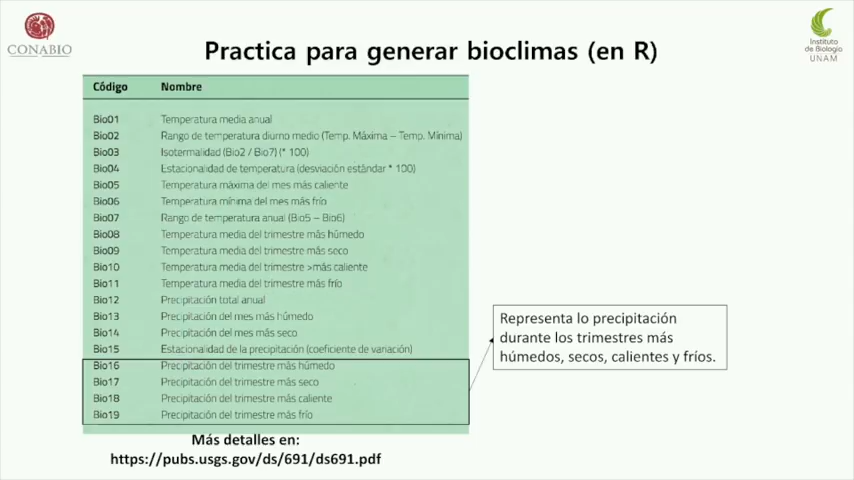 CONABIO
Practica para generar bioclimas (en R)
Instituto
de Biología
UNAM
Código Nombre
Bio01 Temperatura media anual
Bio02 Rango de temperatura diurno medio (Temp. Máxima – Temp. Mínima)
Bio03 Isotermalidad (Bio2 / Bio7) (* 100)
Bio04 Estacionalidad de temperatura (desviación estándar * 100)
Bio05 Temperatura máxima del mes más caliente
Bio06 Temperatura mínima del mes más frío
Bio07 Rango de temperatura anual (Bio5 – Bio6)
Bio08 Temperatura media del trimestre más húmedo
Bio09 Temperatura media del trimestre más seco
Bio10 Temperatura media del trimestre >más caliente
Bio11 Temperatura media del trimestre más frío
Bio12 Precipitación total anual
Bio13 Precipitación del mes más húmedo
Bio14 Precipitación del mes más seco
Bio15 Estacionalidad de la precipitación (coeficiente de variación)
Bio16 Precipitación del trimestre más húmedo
Bio17 Precipitación del trimestre más seco
Bio18 Precipitación del trimestre más caliente
Bio19 Precipitación del trimestre más frío
Representa lo precipitación
durante los trimestres más
húmedos, secos, calientes y fríos.
Más detalles en:
https://pubs.usgs.gov/ds/691/ds691.pdf